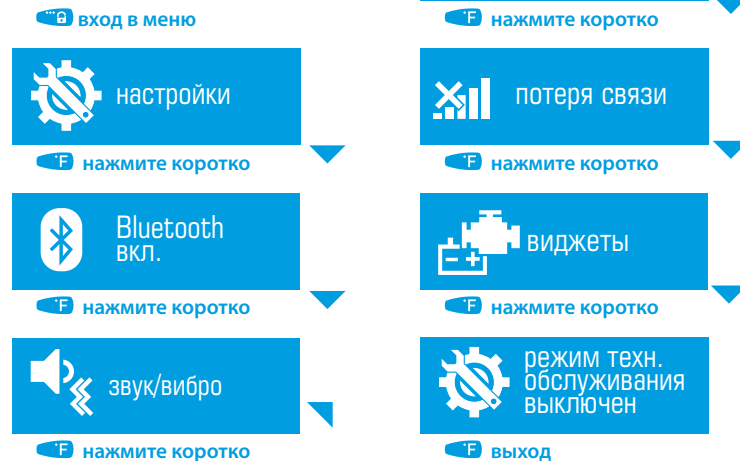 вход в меню
настройки
F нажмите коротко
Bluetooth
вкл.
F нажмите коротко
звук/вибро
F нажмите коротко
F нажмите коротко
потеря связи
F нажмите коротко
виджеты
F нажмите коротко
режим техн.
обслуживания
выключен
F выход